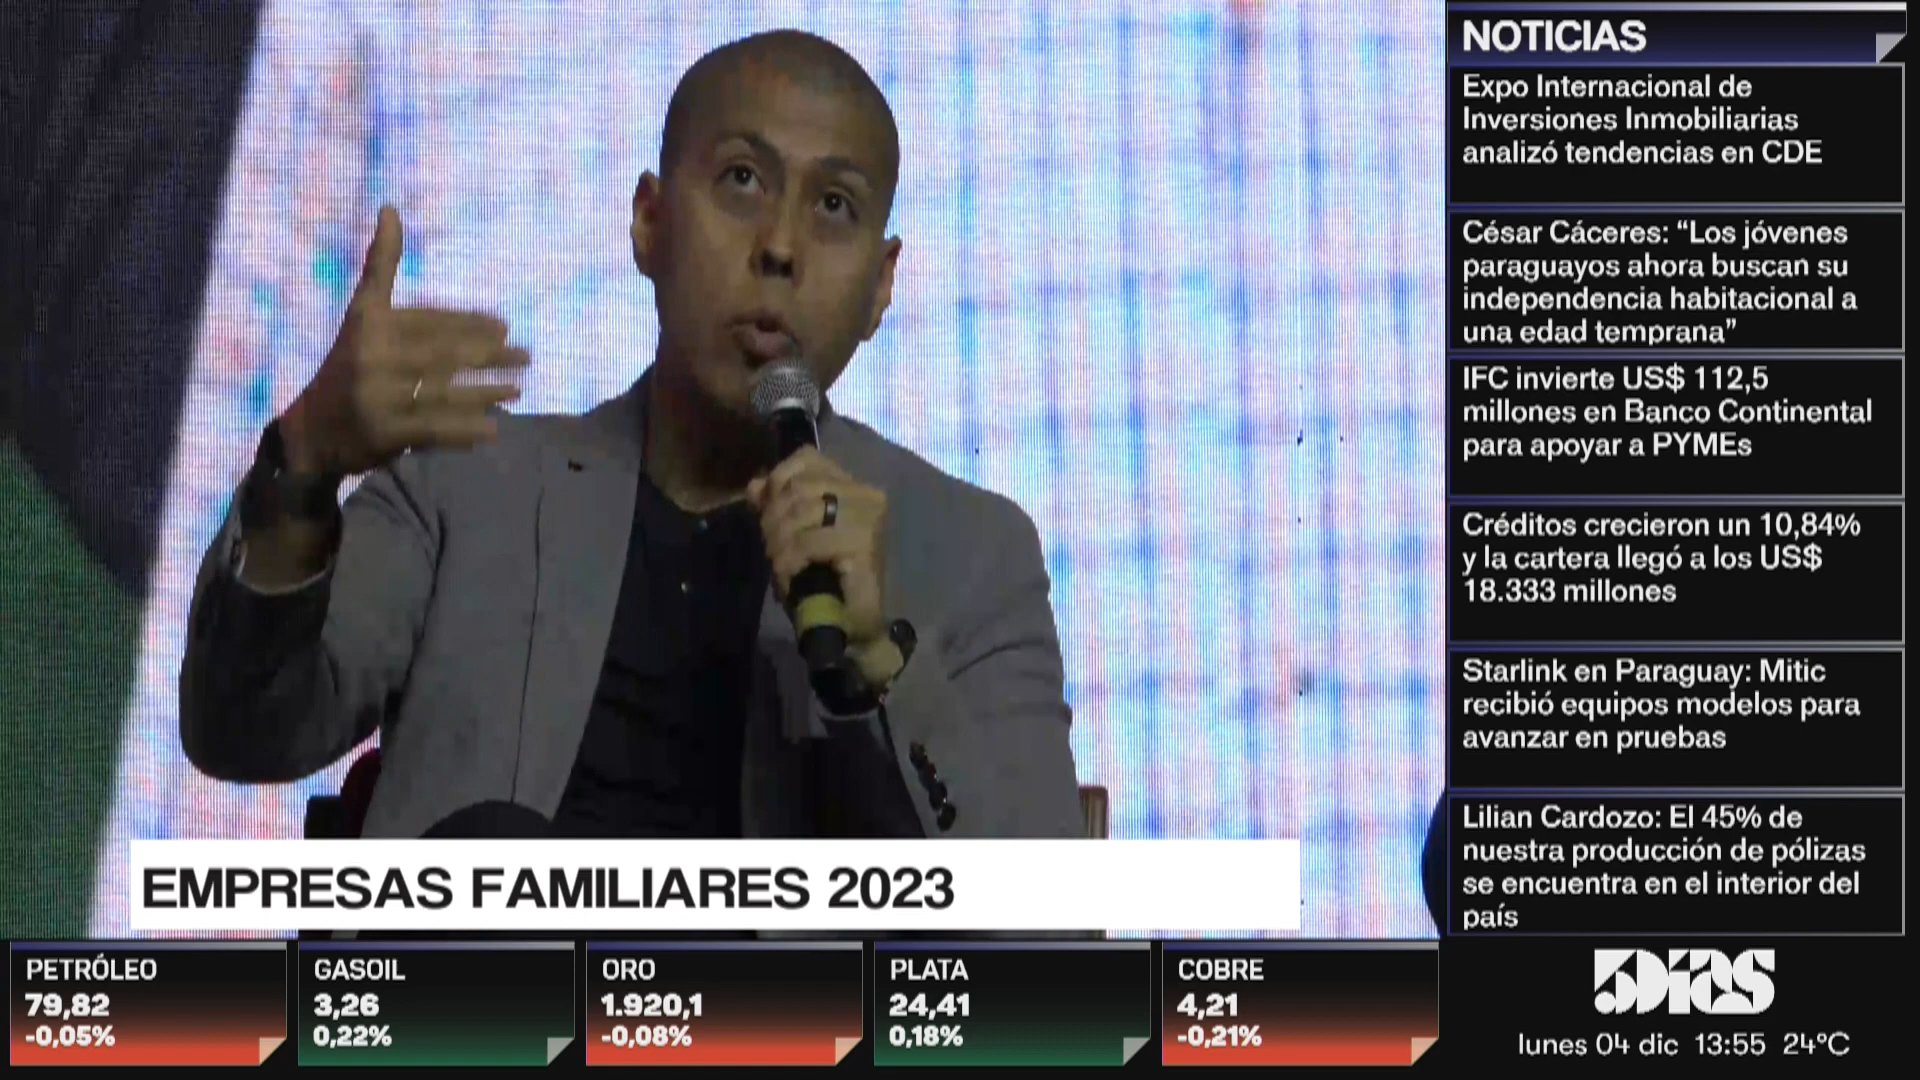 NOTICIAS
Expo Internacional de
Inversiones Inmobiliarias
analizó tendencias en CDE
César Cáceres: “Los jóvenes
paraguayos ahora buscan su
independencia habitacional a
una edad temprana”
IFC invierte US$ 112,5
millones en Banco Continental
para apoyar a PYMEs
Créditos crecieron un 10,84%
y la cartera llegó a los US$
18.333 millones
Starlink en Paraguay: Mitic
recibió equipos modelos para
avanzar en pruebas
Lilian Cardozo: El 45% de
nuestra producción de pólizas
se encuentra en el interior del
país
EMPRESAS FAMILIARES 2023
PETRÓLEO
79,82
-0,05%
GASOIL
3,26
0,22%
ORO
1.920,1
-0,08%
PLATA
24,41
0,18%
COBRE
4,21
-0,21%
5Días
lunes 04 dic 13:55 24°C